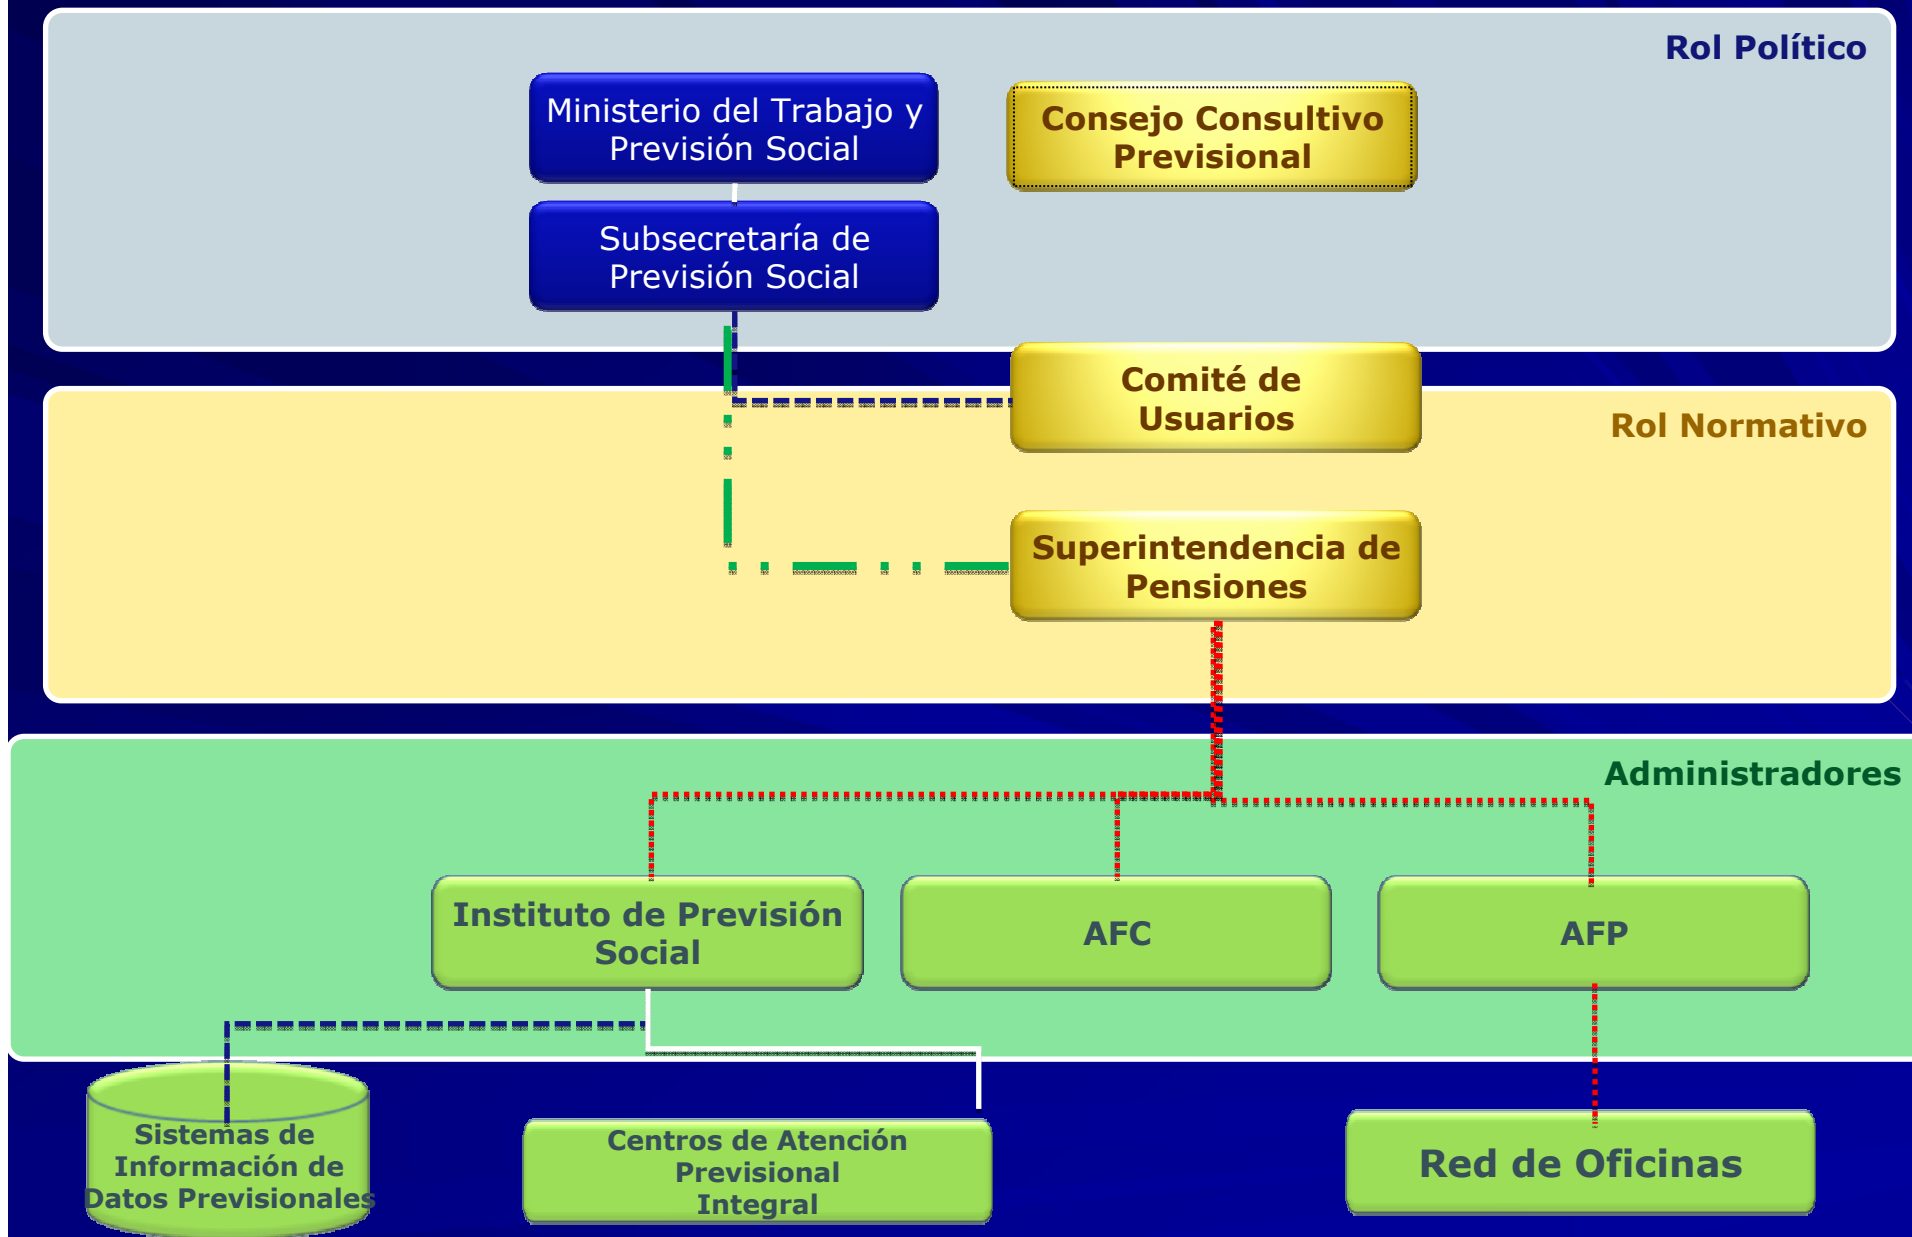 Rol Político
Ministerio del Trabajo y
Previsión Social
Consejo Consultivo
Previsional
Subsecretaría de
Previsión Social
Comité de
Usuarios
Rol Normativo
Superintendencia de
Pensiones
Administradores
Instituto de Previsión
Social
AFC
AFP
Sistemas de
Información de
Datos Previsionales
Centros de Atención
Previsional
Integral
Red de Oficinas